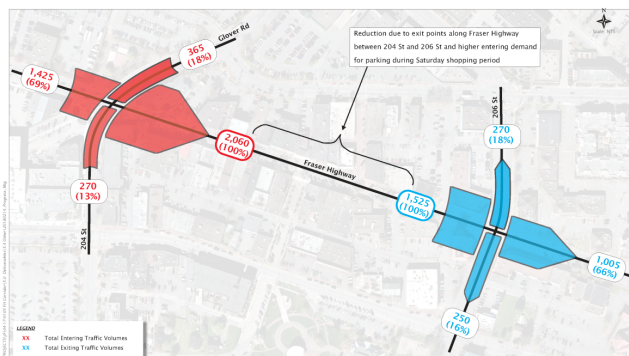 Glover Rd
365
(18%)
1,425
(69%)
Reduction due to exit points along Fraser Highway
between 204 St and 206 St and higher entering demand
for parking during Saturday shopping period
N
Scale: NTS
2,060
(100%)
Fraser Highway
270
(13%)
204 St
206 St
270
(18%)
1,525
(100%)
1,005
(66%)
250
(16%)
LEGEND
XX Total Entering Traffic Volumes
XX Total Exiting Traffic Volumes